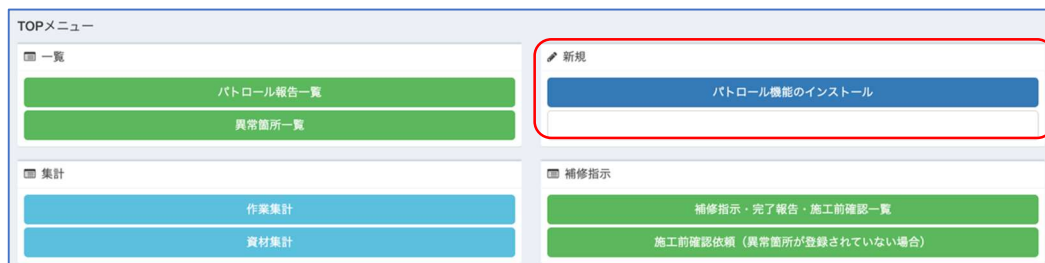 TOPメニュー
一覧
パトロール報告一覧
異常箇所一覧
新規
パトロール機能のインストール
集計
作業集計
資材集計
補修指示
補修指示・完了報告・施工前確認一覧
施工前確認依頼（異常箇所が登録されていない場合）